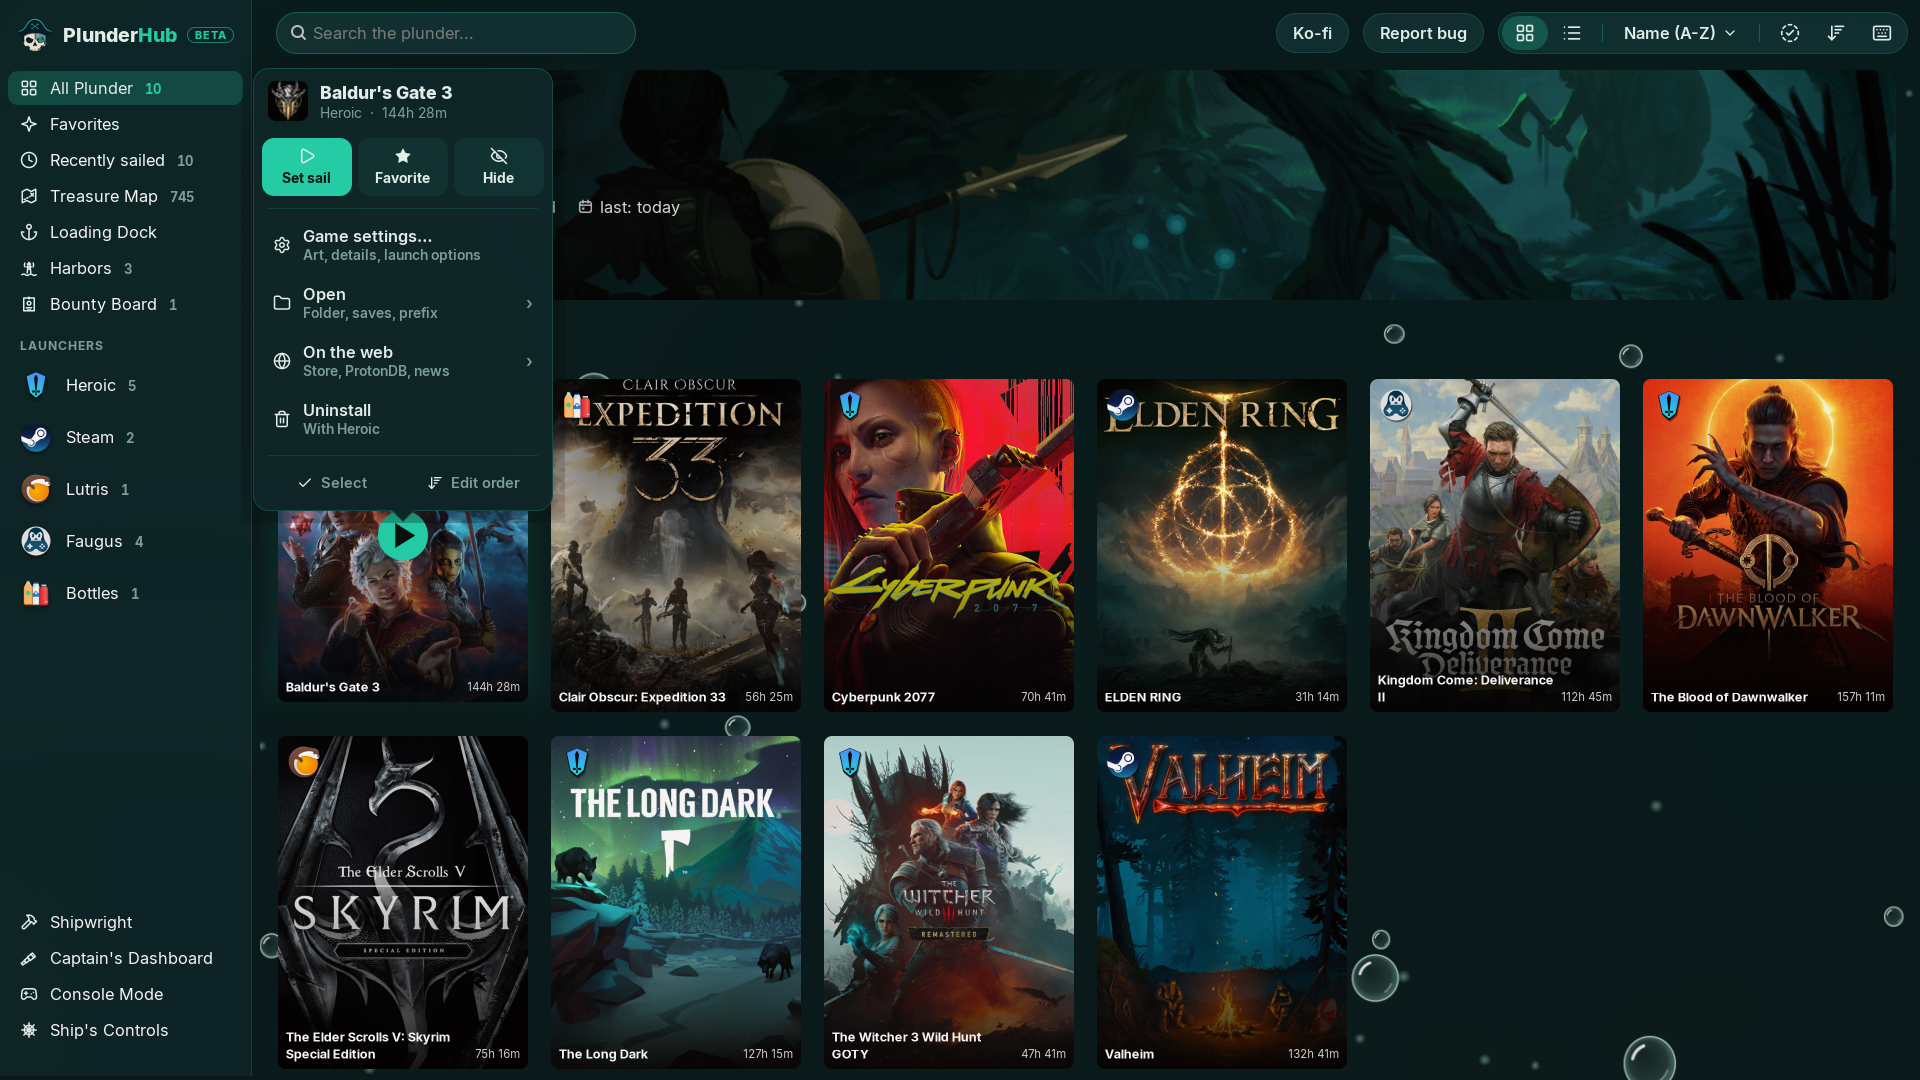 PlunderHub BETA
Search the plunder...
Ko-fi
Report bug
Name (A-Z)
All Plunder 10
Favorites
Recently sailed 10
Treasure Map 745
Loading Dock
Harbors 3
Bounty Board 1
LAUNCHERS
Heroic 5
Steam 2
Lutris 1
Faugus 4
Bottles 1
Shipwright
Captain's Dashboard
Console Mode
Ship's Controls
Baldur's Gate 3
Heroic · 144h 28m
Set sail
Favorite
Hide
Game settings...
Art, details, launch options
Open
Folder, saves, prefix
On the web
Store, ProtonDB, news
Uninstall
With Heroic
Select
Edit order
last: today
Baldur's Gate 3 144h 28m
CLAIR OBSCUR
EXPEDITION
33
Clair Obscur: Expedition 33 56h 25m
CYBERPUNK
2077
Cyberpunk 2077 70h 41m
ELDEN RING
ELDEN RING 31h 14m
II
Kingdom Come
Deliverance
Kingdom Come: Deliverance
II 112h 45m
THE BLOOD OF
DAWNWALKER
The Blood of Dawnwalker 157h 11m
The Elder Scrolls V
SKYRIM
SPECIAL EDITION
The Elder Scrolls V: Skyrim
Special Edition 75h 16m
THE LONG DARK
The Long Dark 127h 15m
THE
WITCHER
WILD HUNT
REMASTERED
The Witcher 3 Wild Hunt
GOTY 47h 41m
VALHEIM
Valheim 132h 41m